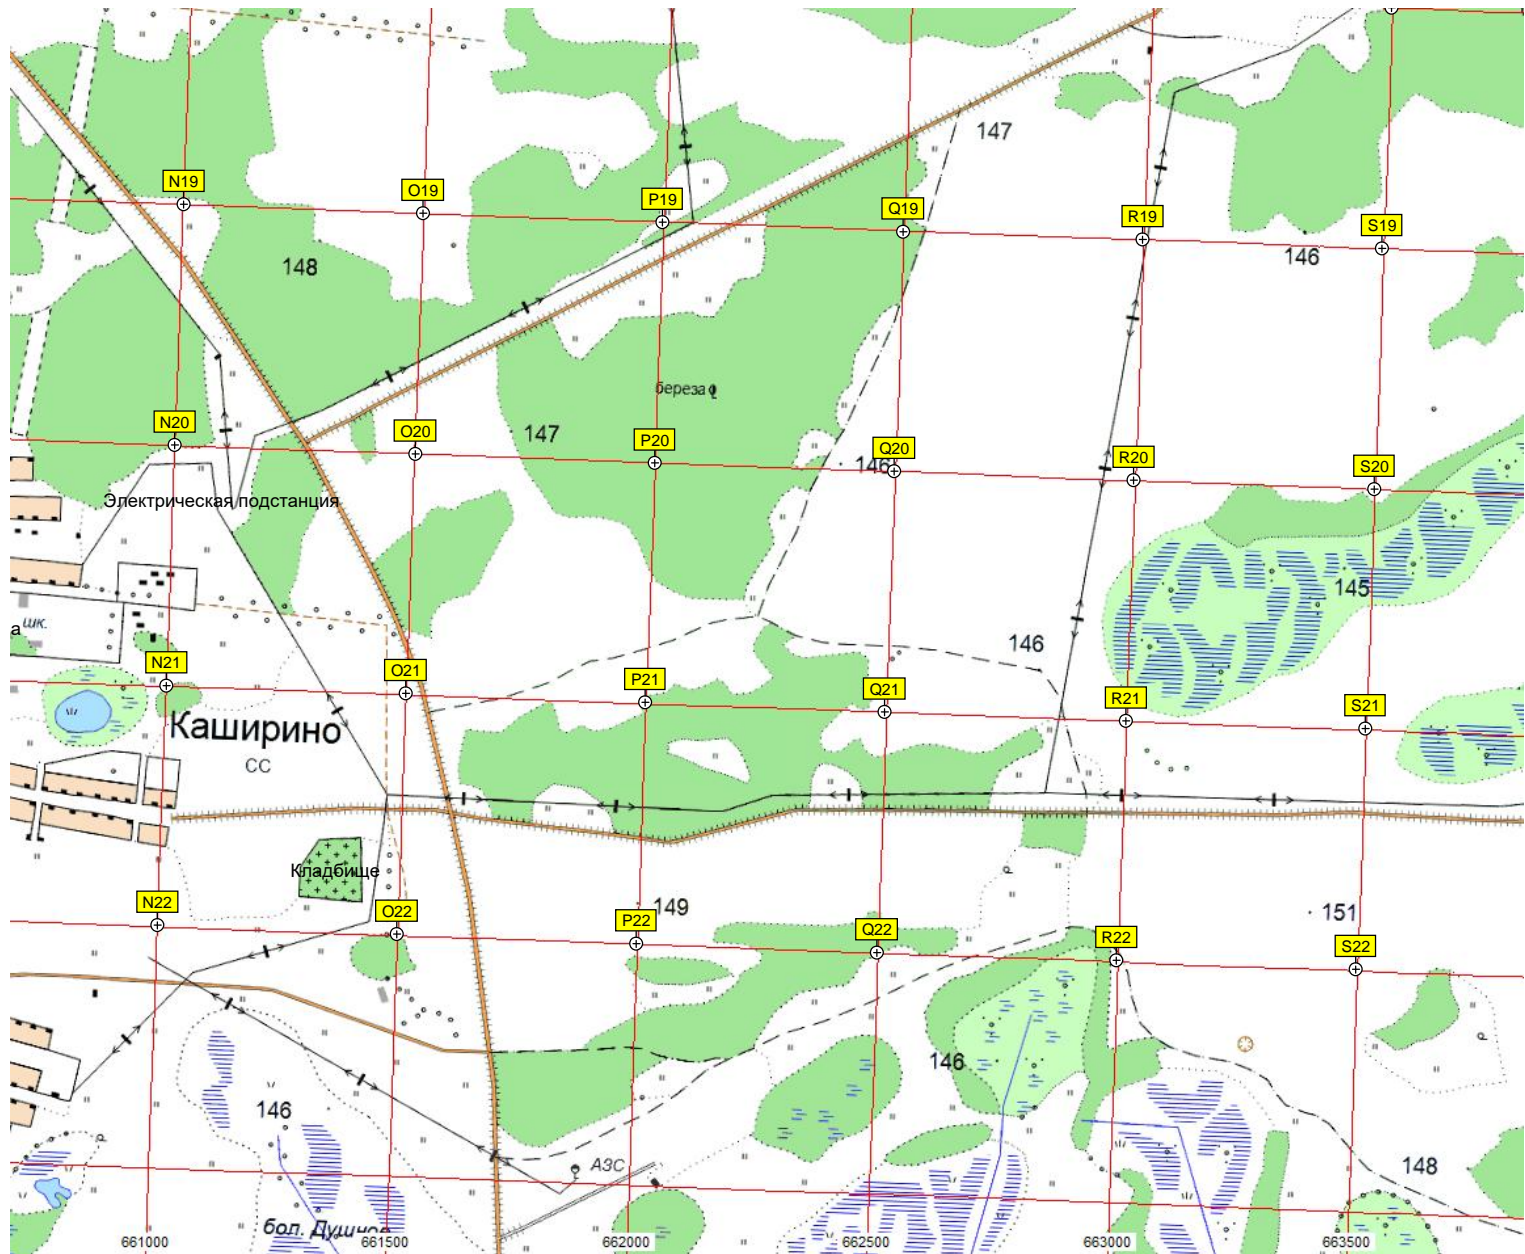 147
N19
O19
P19
Q19
R19
S19
148
146
береза
N20
O20
147
P20
146
Q20
R20
S20
Электрическая подстанция
145
а
шк.
146
N21
O21
P21
Q21
R21
S21
Каширино
СС
Кладбище
N22
O22
149
P22
Q22
151
R22
S22
146
146
АЗС
148
бол. Душное
661000
661500
662000
662500
663000
663500